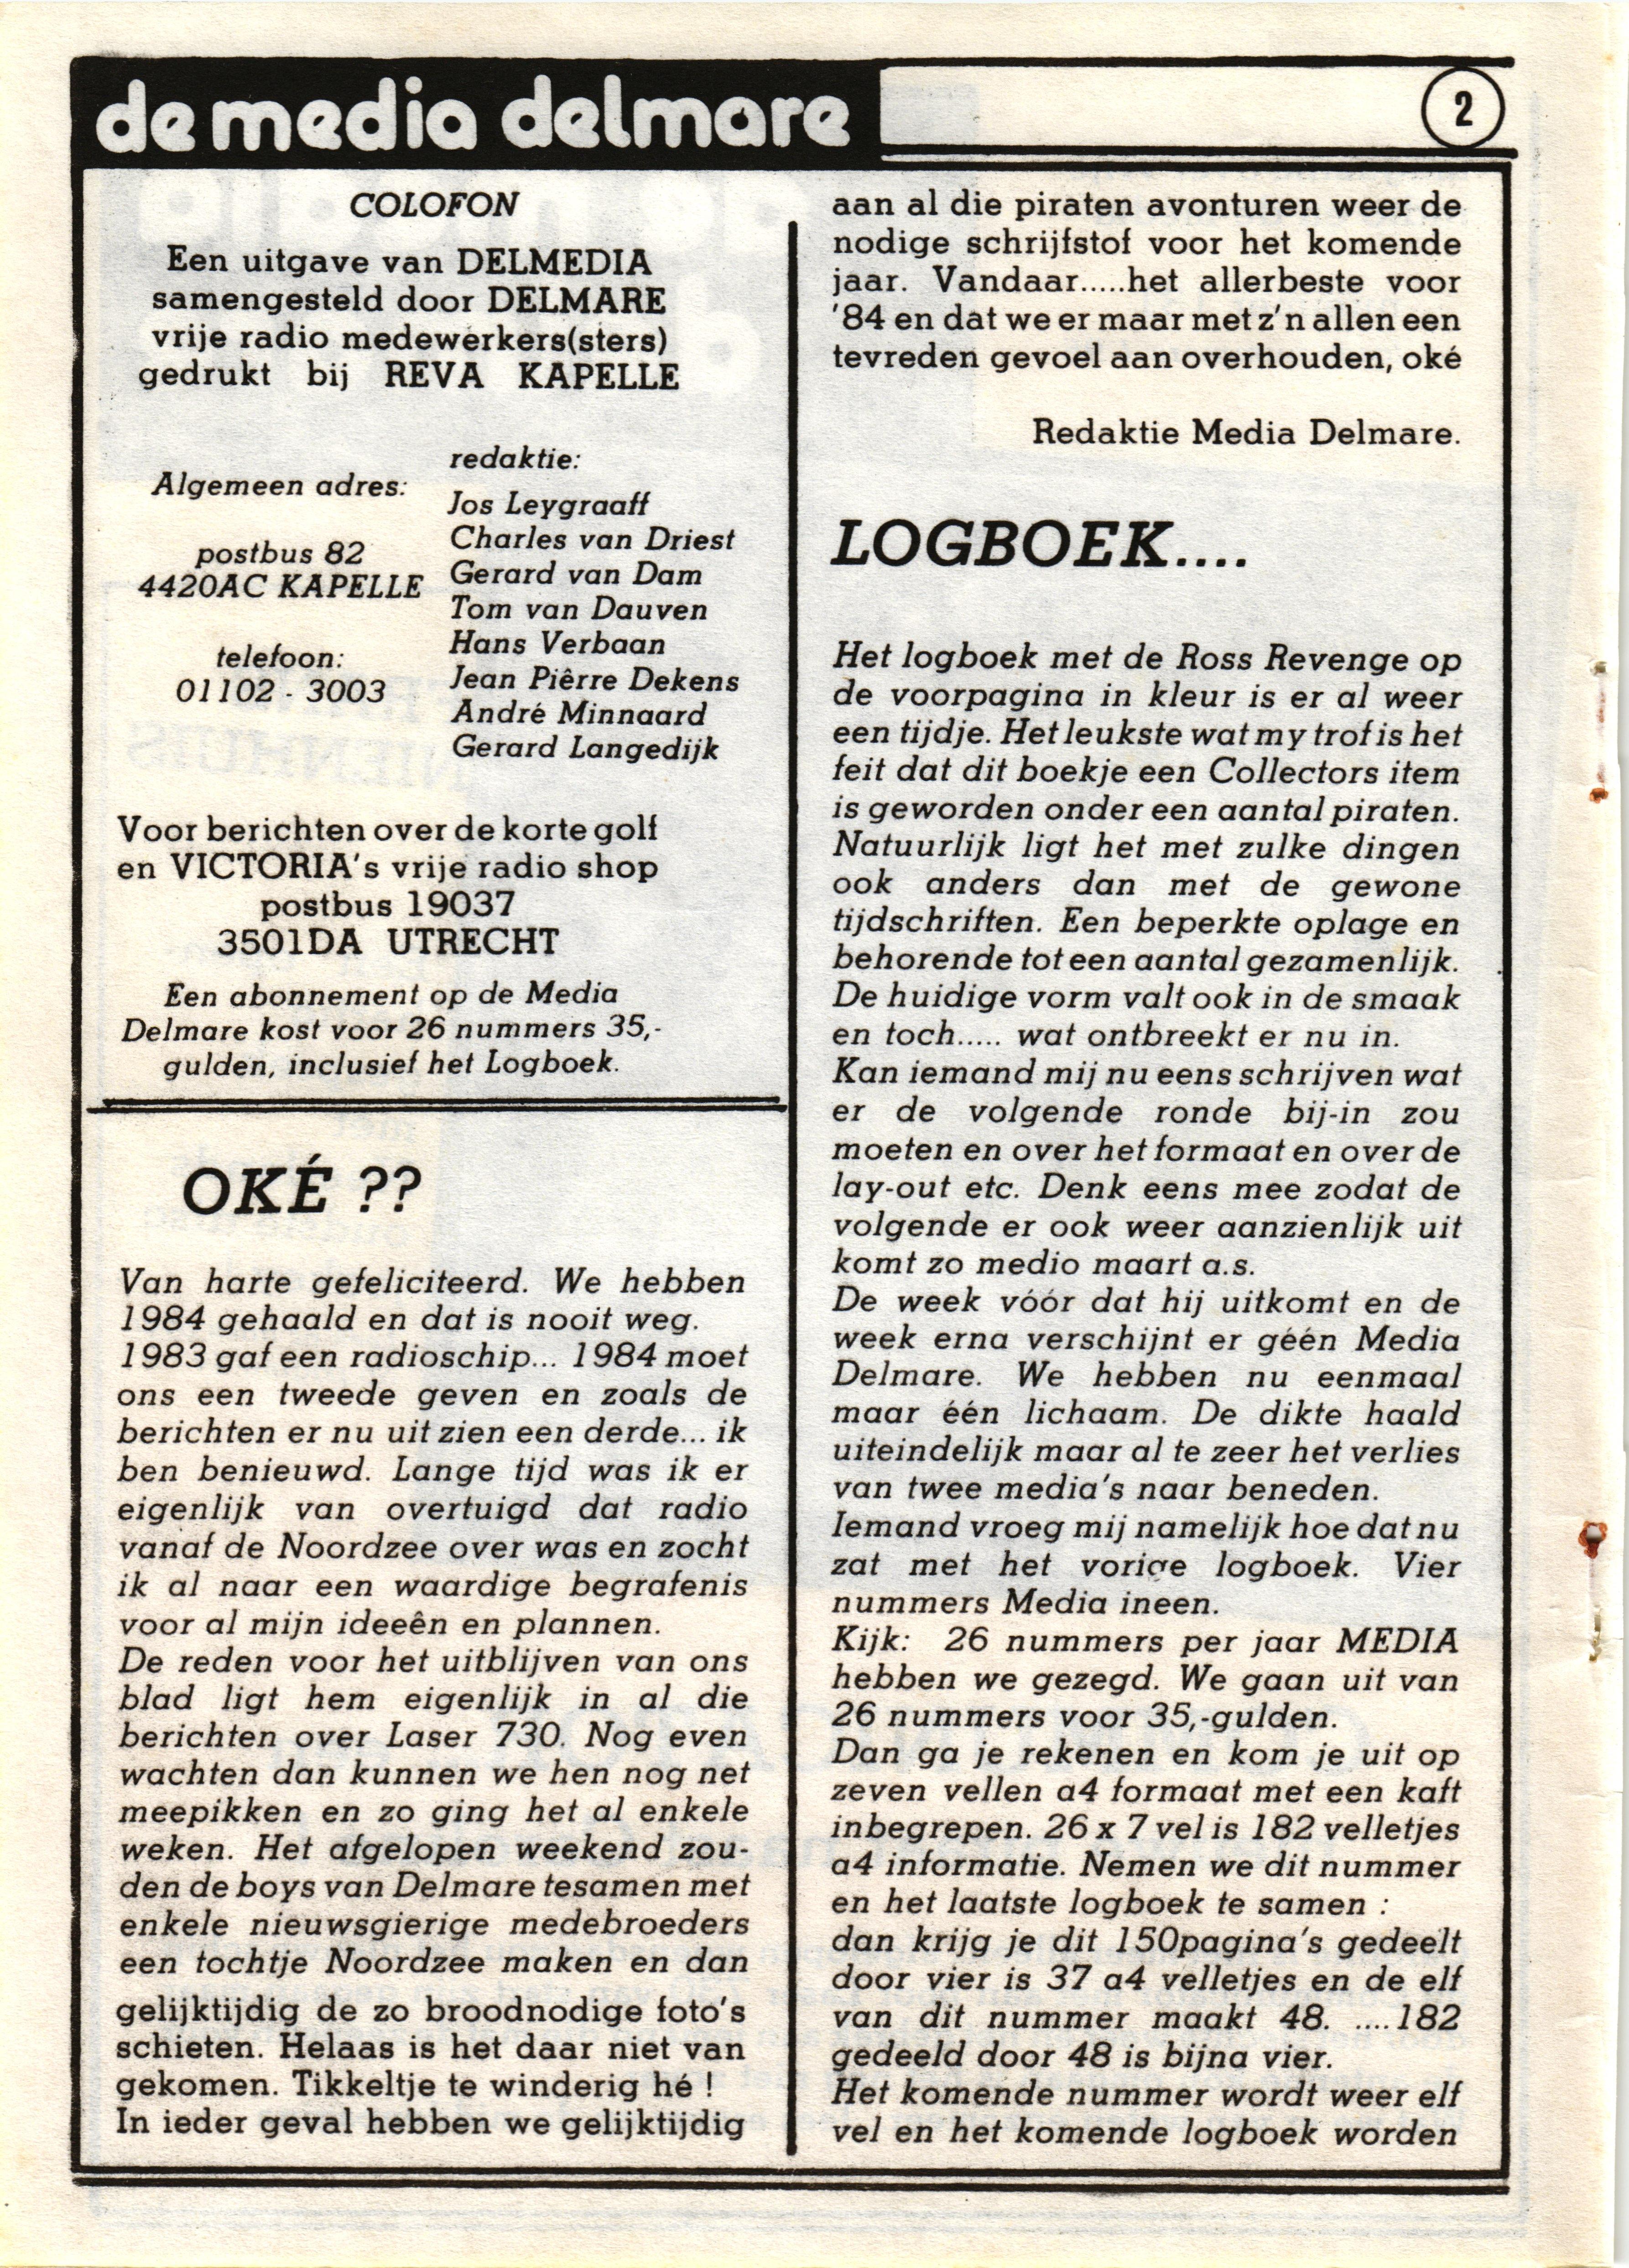 de media delmare
2
COLOFON
Een uitgave van DELMEDIA
samengesteld door DELMARE
vrije radio medewerkers(sters)
gedrukt bij REVA KAPELLE
Algemeen adres:
postbus 82
4420AC KAPELLE
telefoon:
01102 - 3003
redaktie:
Jos Leygraaff
Charles van Driest
Gerard van Dam
Tom van Dauven
Hans Verbaan
Jean Piêrre Dekens
André Minnaard
Gerard Langedijk
Voor berichten over de korte golf
en VICTORIA's vrije radio shop
postbus 19037
3501DA UTRECHT
Een abonnement op de Media
Delmare kost voor 26 nummers 35,-
gulden, inclusief het Logboek.
OKÉ ??
Van harte gefeliciteerd. We hebben
1984 gehaald en dat is nooit weg.
1983 gaf een radioschip... 1984 moet
ons een tweede geven en zoals de
berichten er nu uit zien een derde... ik
ben benieuwd. Lange tijd was ik er
eigenlijk van overtuigd dat radio
vanaf de Noordzee over was en zocht
ik al naar een waardige begrafenis
voor al mijn ideeên en plannen.
De reden voor het uitblijven van ons
blad ligt hem eigenlijk in al die
berichten over Laser 730. Nog even
wachten dan kunnen we hen nog net
meepikken en zo ging het al enkele
weken. Het afgelopen weekend zou-
den de boys van Delmare tesamen met
enkele nieuwsgierige medebroeders
een tochtje Noordzee maken en dan
gelijktijdig de zo broodnodige foto's
schieten. Helaas is het daar niet van
gekomen. Tikkeltje te winderig hé !
In ieder geval hebben we gelijktijdig
aan al die piraten avonturen weer de
nodige schrijfstof voor het komende
jaar. Vandaar.....het allerbeste voor
'84 en dat we er maar met z'n allen een
tevreden gevoel aan overhouden, oké
Redaktie Media Delmare.
LOGBOEK....
Het logboek met de Ross Revenge op
de voorpagina in kleur is er al weer
een tijdje. Het leukste wat my trof is het
feit dat dit boekje een Collectors item
is geworden onder een aantal piraten.
Natuurlijk ligt het met zulke dingen
ook anders dan met de gewone
tijdschriften. Een beperkte oplage en
behorende tot een aantal gezamenlijk.
De huidige vorm valt ook in de smaak
en toch..... wat ontbreekt er nu in.
Kan iemand mij nu eens schrijven wat
er de volgende ronde bij-in zou
moeten en over het formaat en over de
lay-out etc. Denk eens mee zodat de
volgende er ook weer aanzienlijk uit
komt zo medio maart a.s.
De week vóór dat hij uitkomt en de
week erna verschijnt er géén Media
Delmare. We hebben nu eenmaal
maar één lichaam. De dikte haald
uiteindelijk maar al te zeer het verlies
van twee media's naar beneden.
Iemand vroeg mij namelijk hoe dat nu
zat met het vorige logboek. Vier
nummers Media ineen.
Kijk: 26 nummers per jaar MEDIA
hebben we gezegd. We gaan uit van
26 nummers voor 35,-gulden.
Dan ga je rekenen en kom je uit op
zeven vellen a4 formaat met een kaft
inbegrepen. 26 x 7 vel is 182 velletjes
a4 informatie. Nemen we dit nummer
en het laatste logboek te samen :
dan krijg je dit 150pagina's gedeelt
door vier is 37 a4 velletjes en de elf
van dit nummer maakt 48. ....182
gedeeld door 48 is bijna vier.
Het komende nummer wordt weer elf
vel en het komende logboek worden